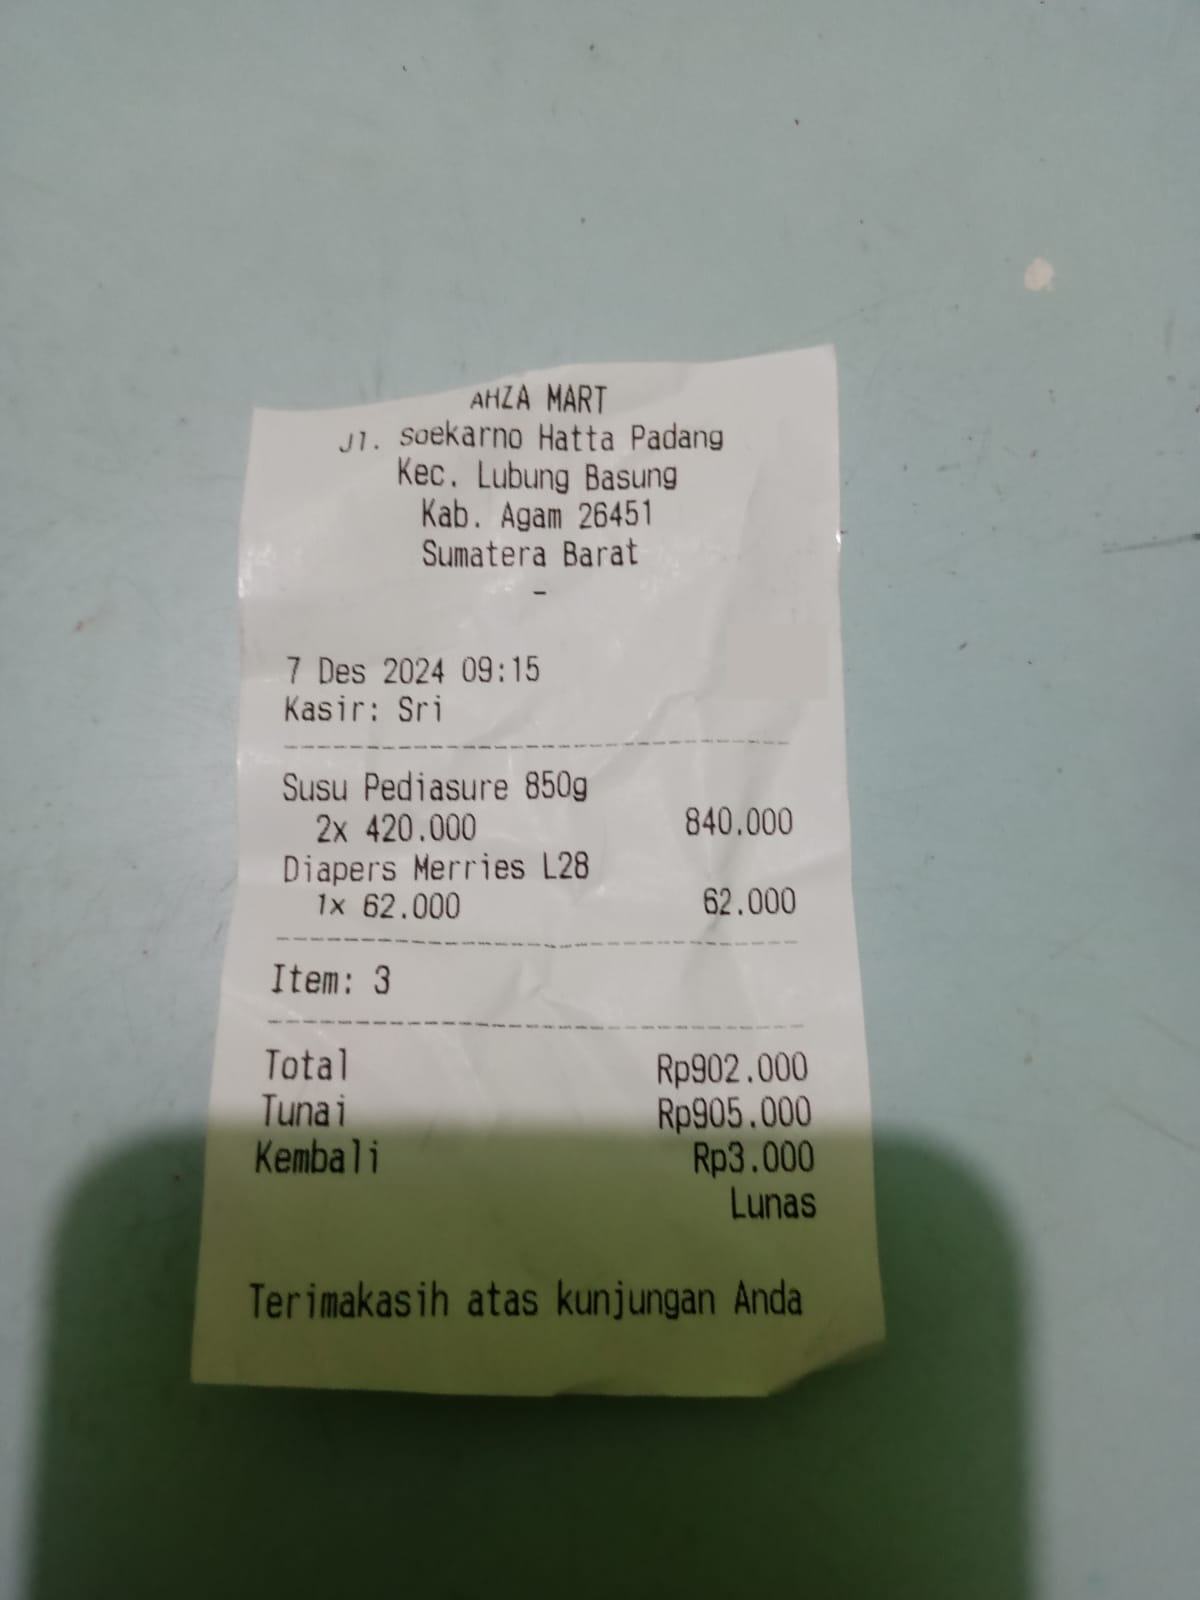 AHZA MART
Jl. Soekarno Hatta Padang
Kec. Lubung Basung
Kab. Agam 26451
Sumatera Barat
-
7 Des 2024 09:15
Kasir: Sri
Susu Pediasure 850g
2x 420.000 840.000
Diapers Merries L28
1x 62.000 62.000
Item: 3
Total Rp902.000
Tunai Rp905.000
Kembali Rp3.000
Lunas
Terimakasih atas kunjungan Anda